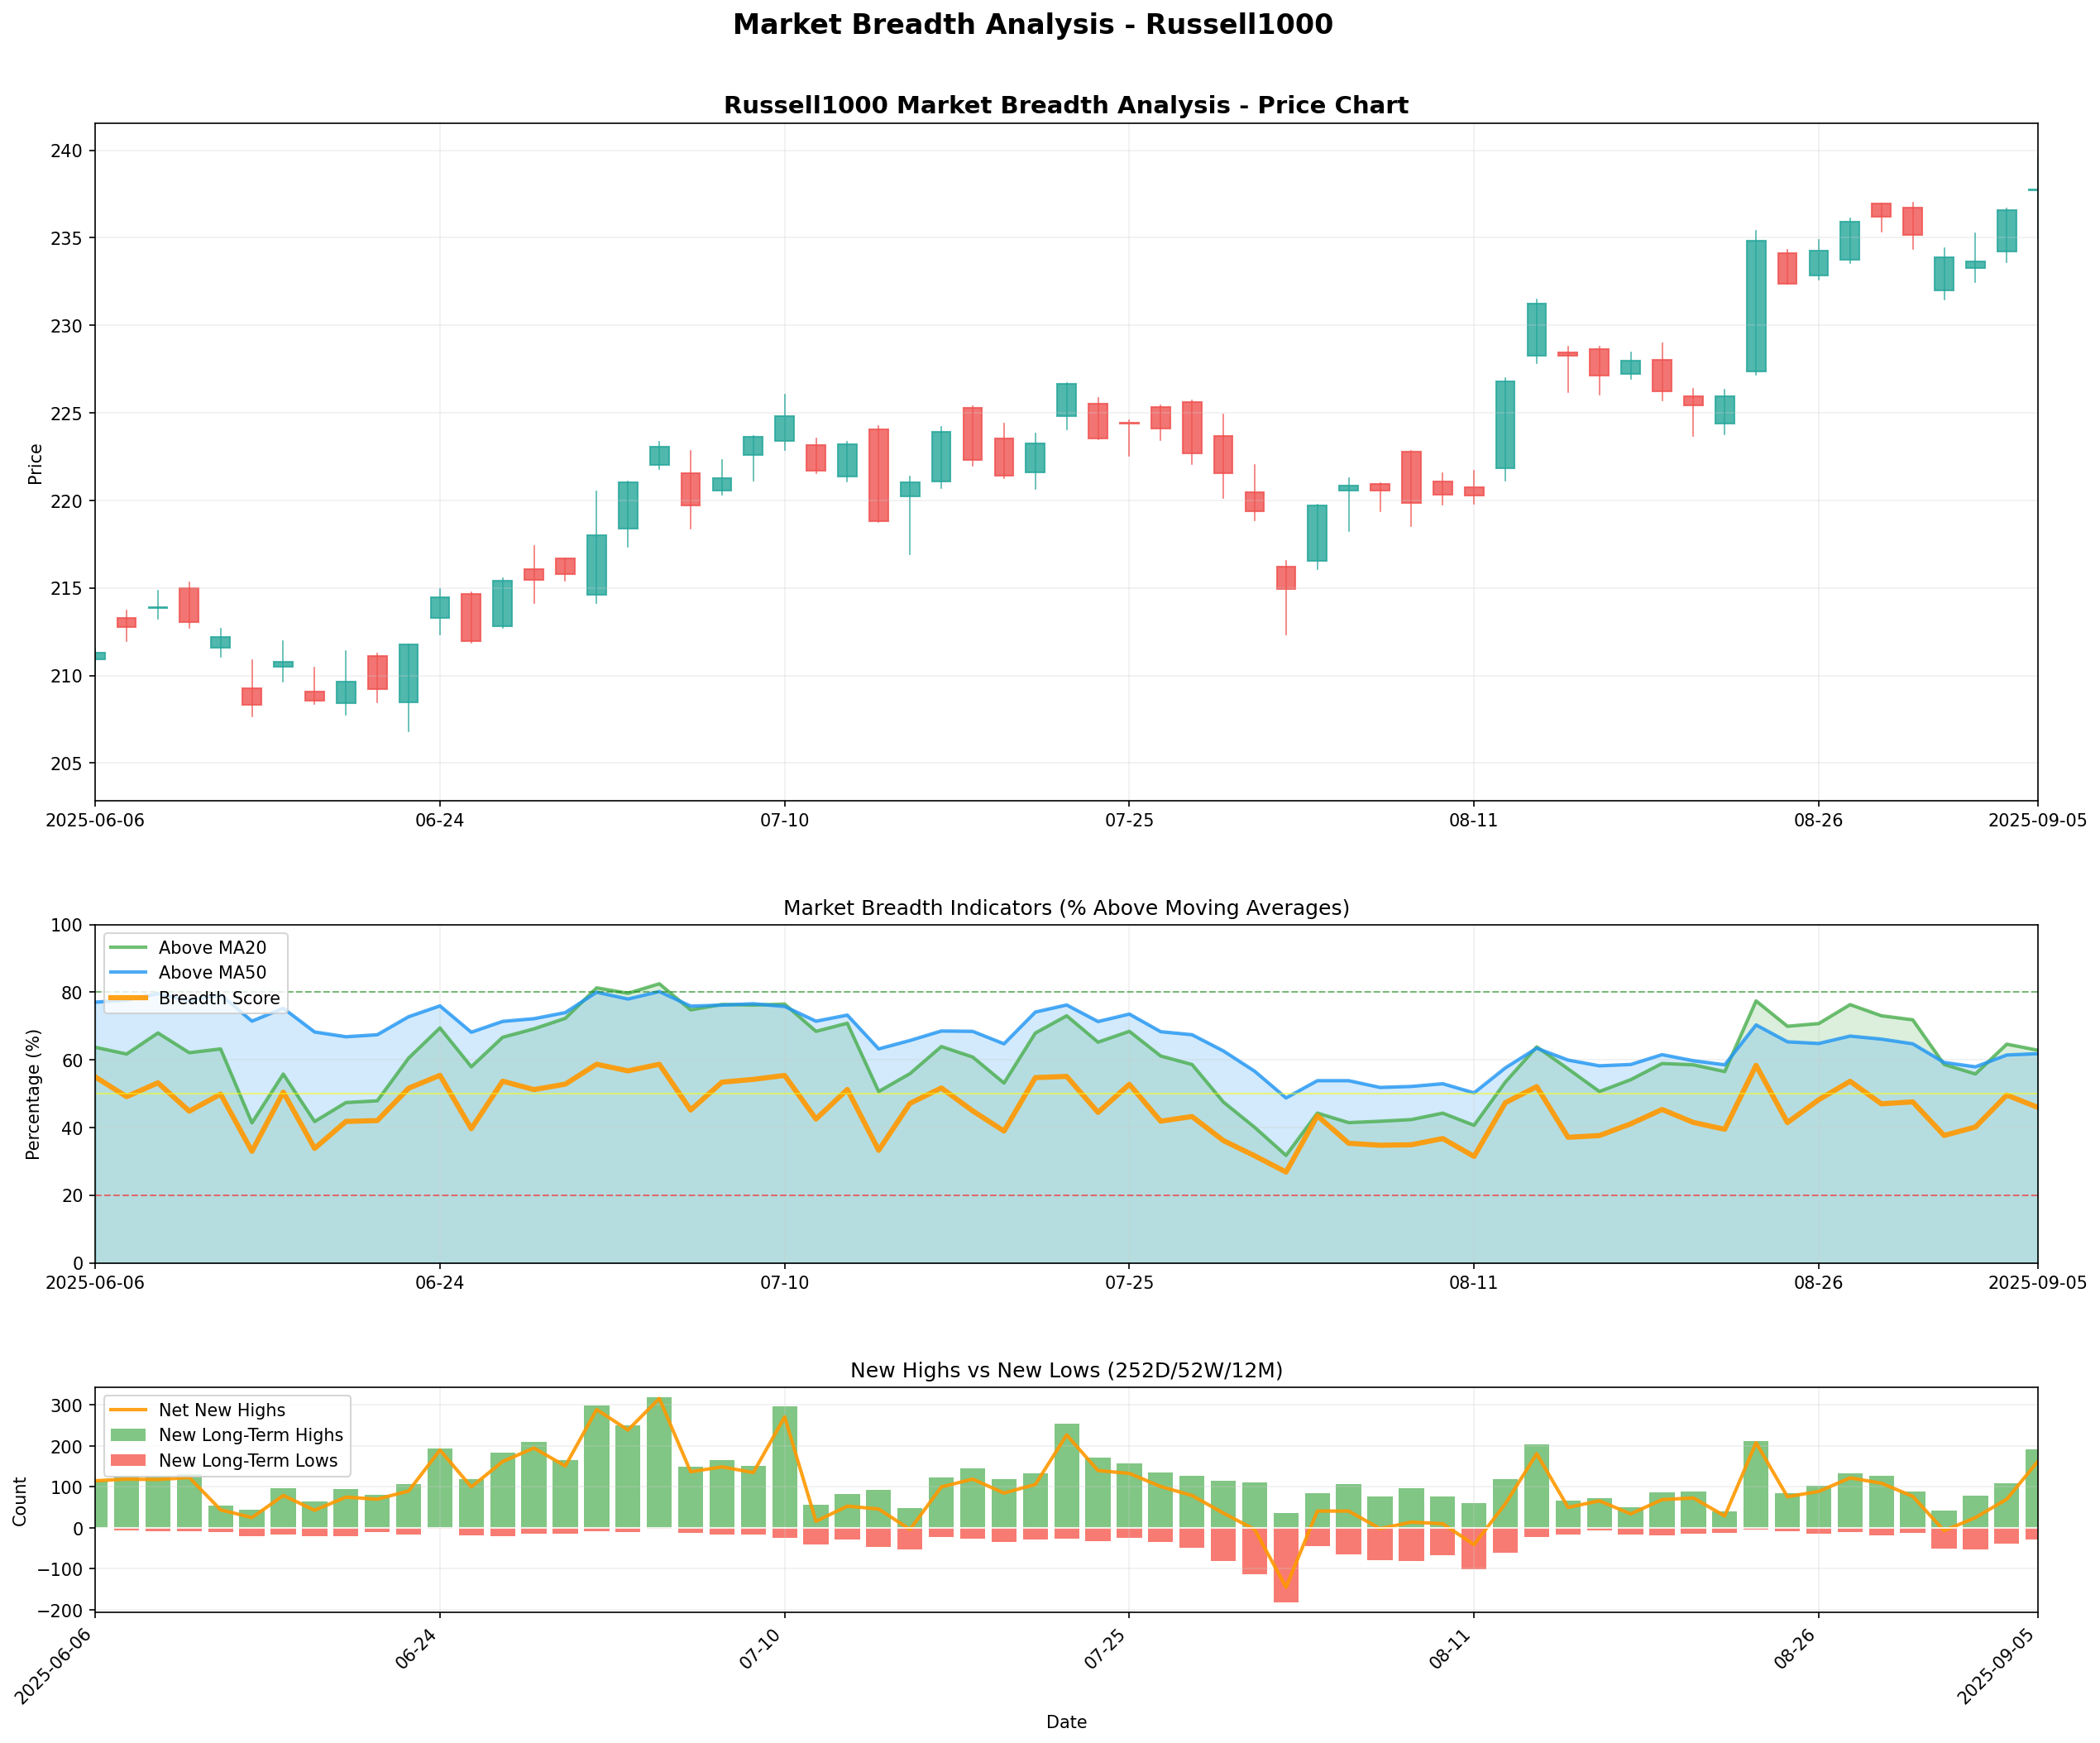 Market Breadth Analysis - Russell1000
Russell1000 Market Breadth Analysis - Price Chart
240
235
230
225
220
215
210
205
Price
2025-06-06 06-24 07-10 07-25 08-11 08-26 2025-09-05
Market Breadth Indicators (% Above Moving Averages)
100
80
60
40
20
0
Percentage (%)
Above MA20
Above MA50
Breadth Score
2025-06-06 06-24 07-10 07-25 08-11 08-26 2025-09-05
New Highs vs New Lows (252D/52W/12M)
300
200
100
0
−100
−200
Count
Net New Highs
New Long-Term Highs
New Long-Term Lows
2025-06-06 06-24 07-10 07-25 08-11 08-26 2025-09-05
Date